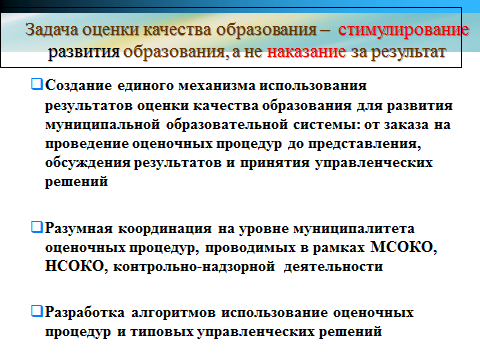 Задача оценки качества образования – стимулирование
развития образования, а не наказание за результат
Создание единого механизма использования
результатов оценки качества образования для развития
муниципальной образовательной системы: от заказа на
проведение оценочных процедур до представления,
обсуждения результатов и принятия управленческих
решений
Разумная координация на уровне муниципалитета
оценочных процедур, проводимых в рамках МСОКО,
НСОКО, контрольно-надзорной деятельности
Разработка алгоритмов использование оценочных
процедур и типовых управленческих решений